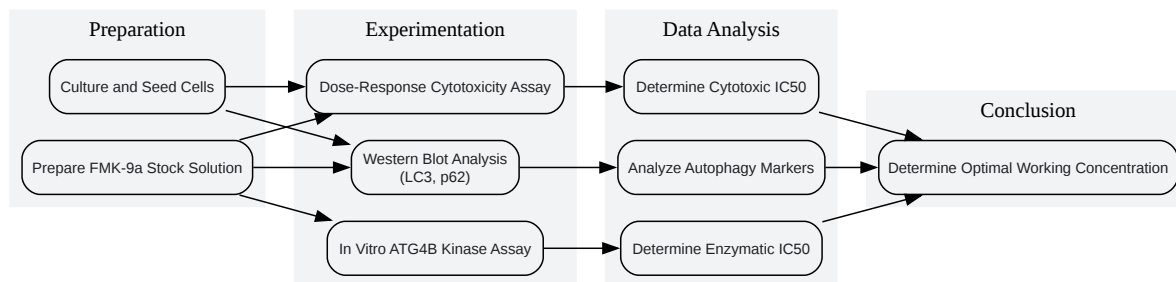 Preparation
Culture and Seed Cells
Prepare FMK-9a Stock Solution
Experimentation
Dose-Response Cytotoxicity Assay
Western Blot Analysis
(LC3, p62)
In Vitro ATG4B Kinase Assay
Data Analysis
Determine Cytotoxic IC50
Analyze Autophagy Markers
Determine Enzymatic IC50
Conclusion
Determine Optimal Working Concentration